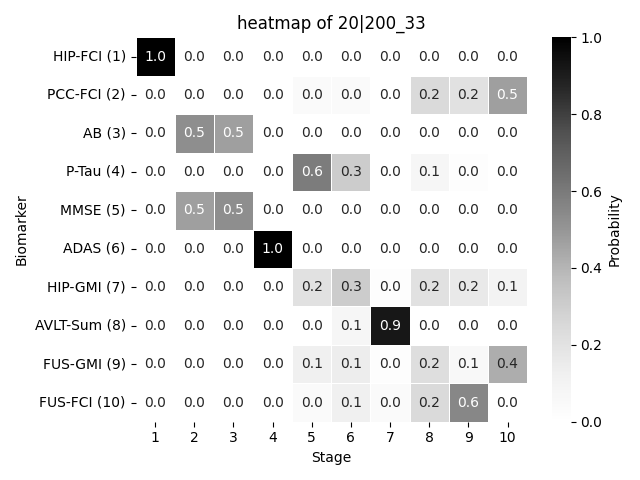 heatmap of 20|200_33
HIP-FCI (1) 1.0 0.0 0.0 0.0 0.0 0.0 0.0 0.0 0.0 0.0
PCC-FCI (2) 0.0 0.0 0.0 0.0 0.0 0.0 0.0 0.2 0.2 0.5
AB (3) 0.0 0.5 0.5 0.0 0.0 0.0 0.0 0.0 0.0 0.0
P-Tau (4) 0.0 0.0 0.0 0.0 0.6 0.3 0.0 0.1 0.0 0.0
MMSE (5) 0.0 0.5 0.5 0.0 0.0 0.0 0.0 0.0 0.0 0.0
ADAS (6) 0.0 0.0 0.0 1.0 0.0 0.0 0.0 0.0 0.0 0.0
HIP-GMI (7) 0.0 0.0 0.0 0.0 0.2 0.3 0.0 0.2 0.2 0.1
AVLT-Sum (8) 0.0 0.0 0.0 0.0 0.0 0.1 0.9 0.0 0.0 0.0
FUS-GMI (9) 0.0 0.0 0.0 0.0 0.1 0.1 0.0 0.2 0.1 0.4
FUS-FCI (10) 0.0 0.0 0.0 0.0 0.0 0.1 0.0 0.2 0.6 0.0
1 2 3 4 5 6 7 8 9 10
Stage
Biomarker
1.0
0.8
0.6
0.4
0.2
0.0
Probability